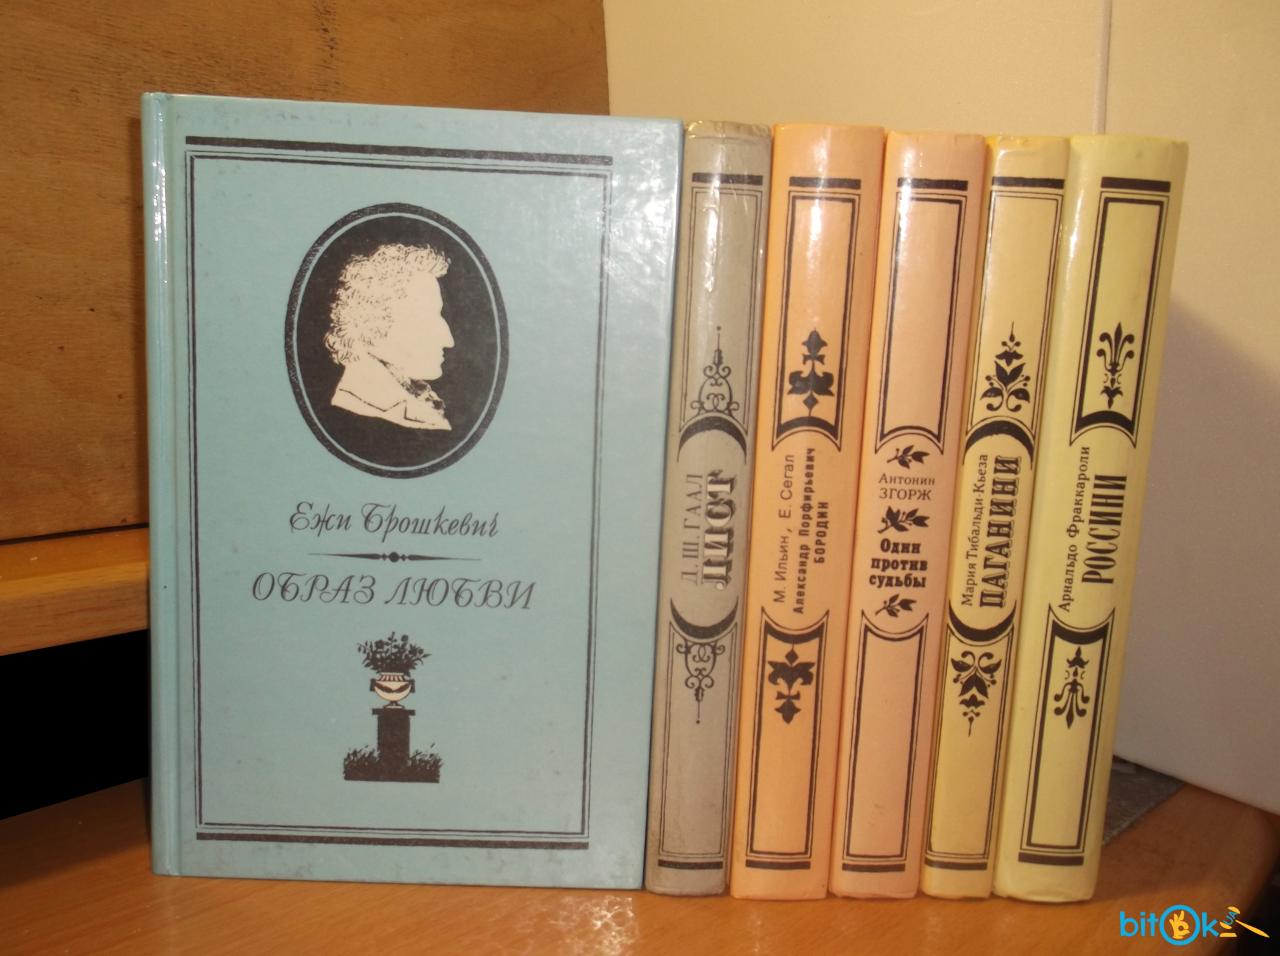 Ежи Брошкевич
ОБРАЗ ЛЮБВИ
Д. Ш. ГААЛ
ЛИСТ
М. Ильин, Е. Сегал
Александр Порфирьевич
БОРОДИН
Антонин
ЗГОРЖ
Один
против
судьбы
Мария Тибальди-Кьеза
ПАГАНИНИ
Арнальдо Фраккароли
РОССИНИ
bitOk
UA